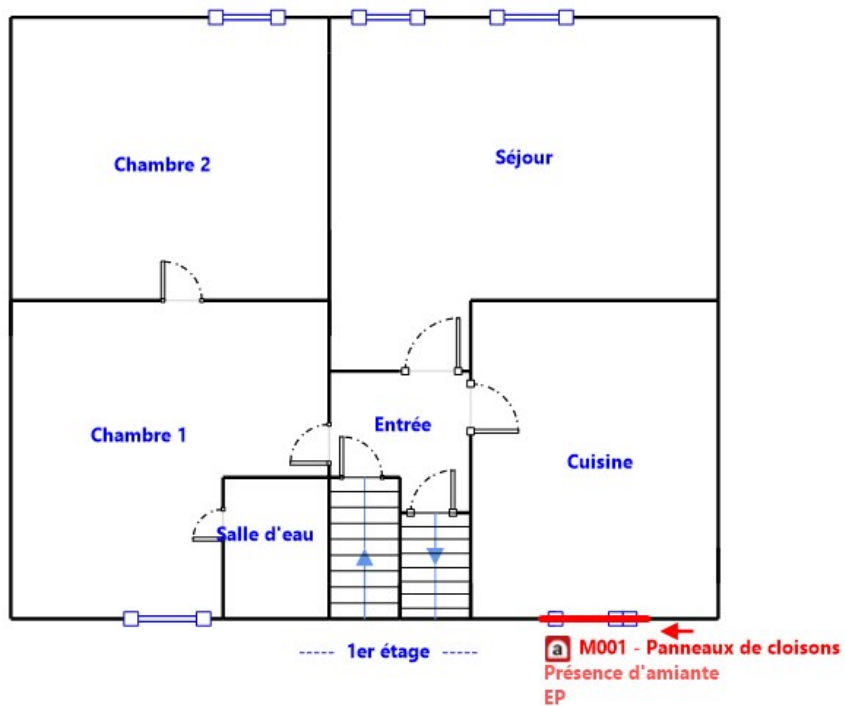 Chambre 2
Séjour
Entrée
Chambre 1
Cuisine
Salle d'eau
----- 1er étage -----
a M001 - Panneaux de cloisons
Présence d'amiante
EP